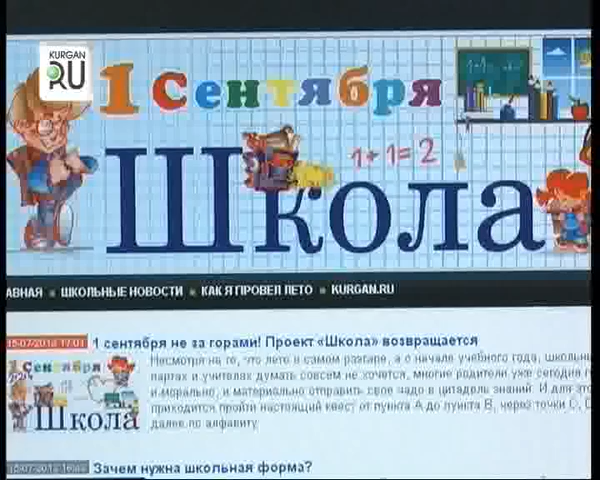 KURGAN
RU
1 Сентября
1+1=2
Школа
АВНАЯ ШКОЛЬНЫЕ НОВОСТИ КАК Я ПРОВЕЛ ЛЕТО KURGAN.RU
1 сентября не за горами! Проект «Школа» возвращается
Несмотря на то, что лето в самом разгаре, а о начале учебного года, школьны
партах и учителях думать совсем не хочется, многие родители уже сегодня г
и морально, и материально отправить свое чадо в цитадель знаний. И для это
приходится пройти настоящий квест от пункта А до пункта В, через точки С, D
далее по алфавиту
1 Сентября
Школа
Зачем нужна школьная форма?